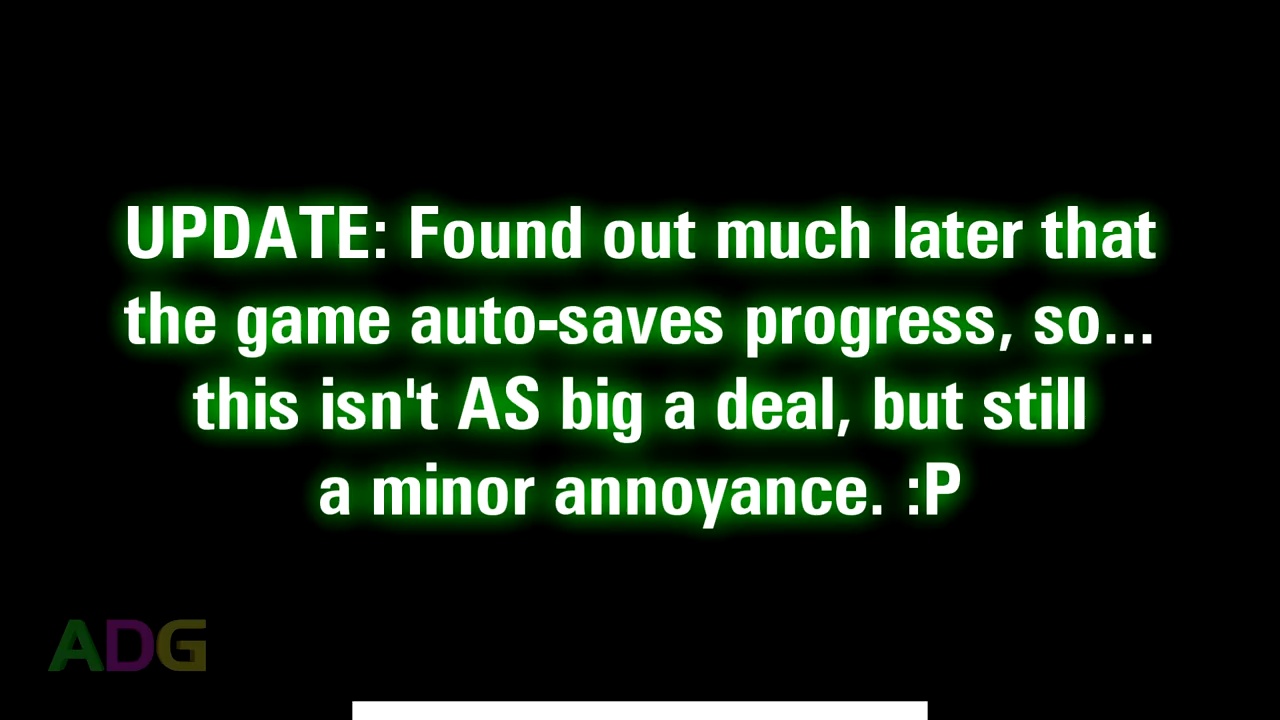 UPDATE: Found out much later that
the game auto-saves progress, so...
this isn't AS big a deal, but still
a minor annoyance. :P
ADG